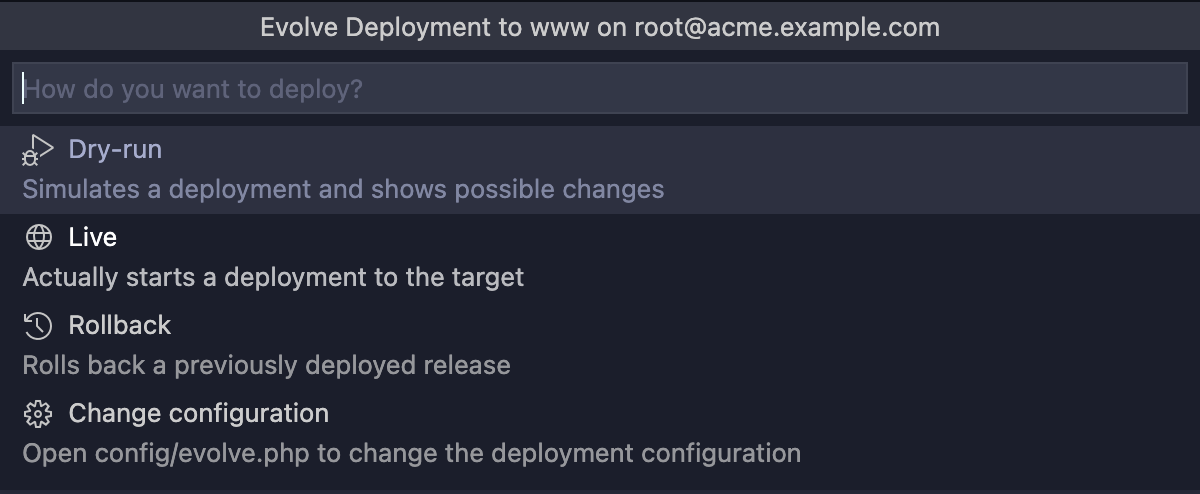 Evolve Deployment to www on root@acme.example.com
How do you want to deploy?
Dry-run
Simulates a deployment and shows possible changes
Live
Actually starts a deployment to the target
Rollback
Rolls back a previously deployed release
Change configuration
Open config/evolve.php to change the deployment configuration